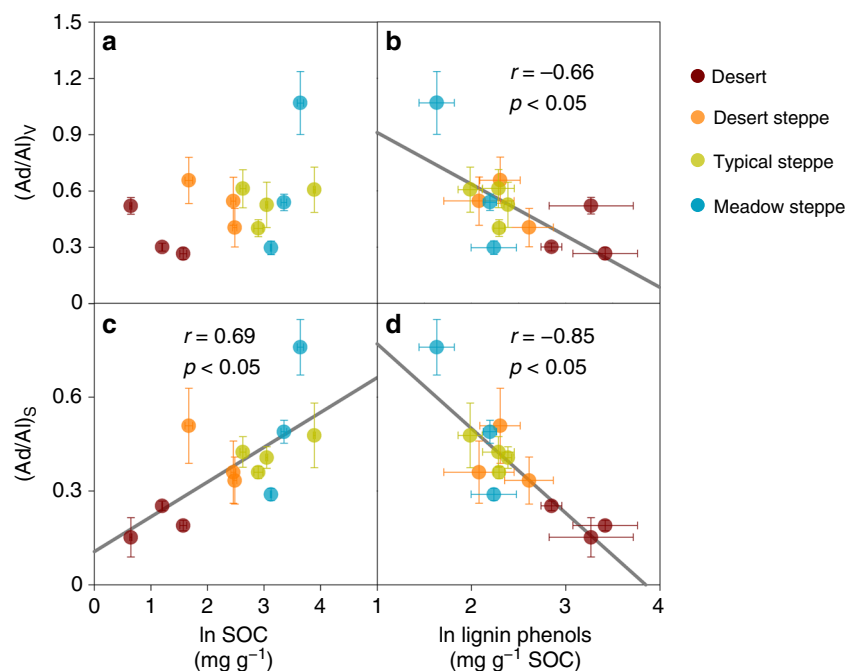 1.5
1.2
0.9
0.6
0.3
0
(Ad/Al)V
a
b
r = −0.66
p < 0.05
Desert
Desert steppe
Typical steppe
Meadow steppe
c
r = 0.69
p < 0.05
d
r = −0.85
p < 0.05
0.6
0.3
0
(Ad/Al)S
0 1 2 3 4
1 2 3 4
ln SOC
(mg g⁻¹)
ln lignin phenols
(mg g⁻¹ SOC)